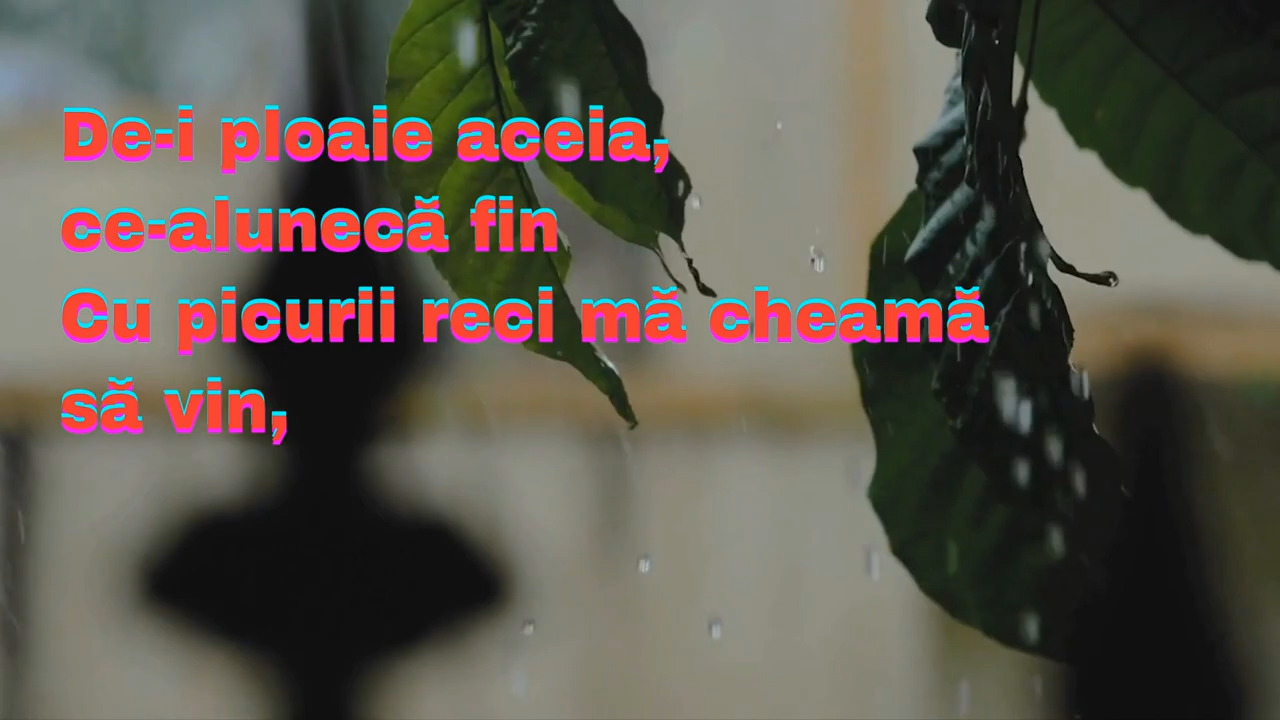 De-i ploaie aceia,
ce-alunecă fin
Cu picurii reci mă cheamă
să vin,